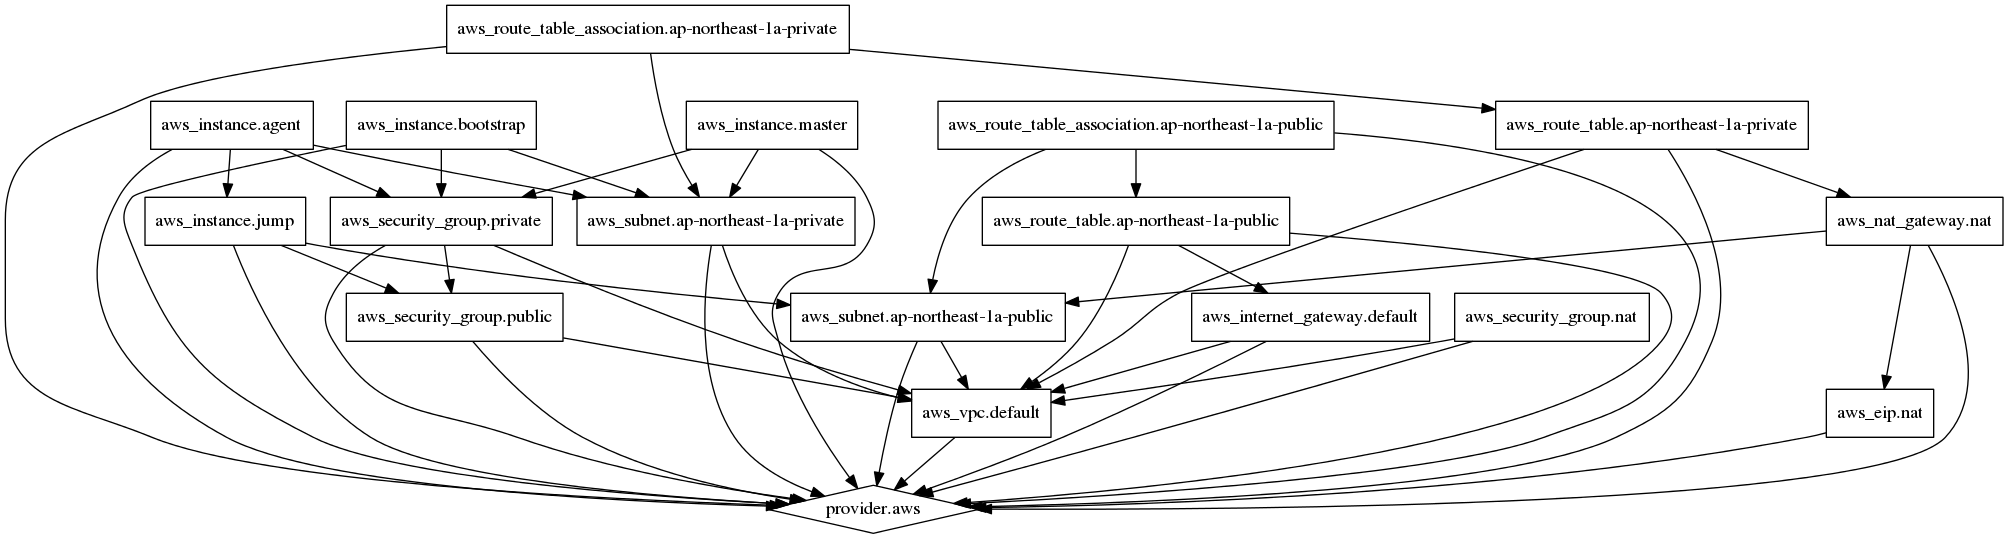 aws_route_table_association.ap-northeast-1a-private
aws_instance.agent
aws_instance.bootstrap
aws_instance.master
aws_route_table_association.ap-northeast-1a-public
aws_route_table.ap-northeast-1a-private
aws_instance.jump
aws_security_group.private
aws_subnet.ap-northeast-1a-private
aws_route_table.ap-northeast-1a-public
aws_nat_gateway.nat
aws_security_group.public
aws_subnet.ap-northeast-1a-public
aws_internet_gateway.default
aws_security_group.nat
aws_vpc.default
aws_eip.nat
provider.aws